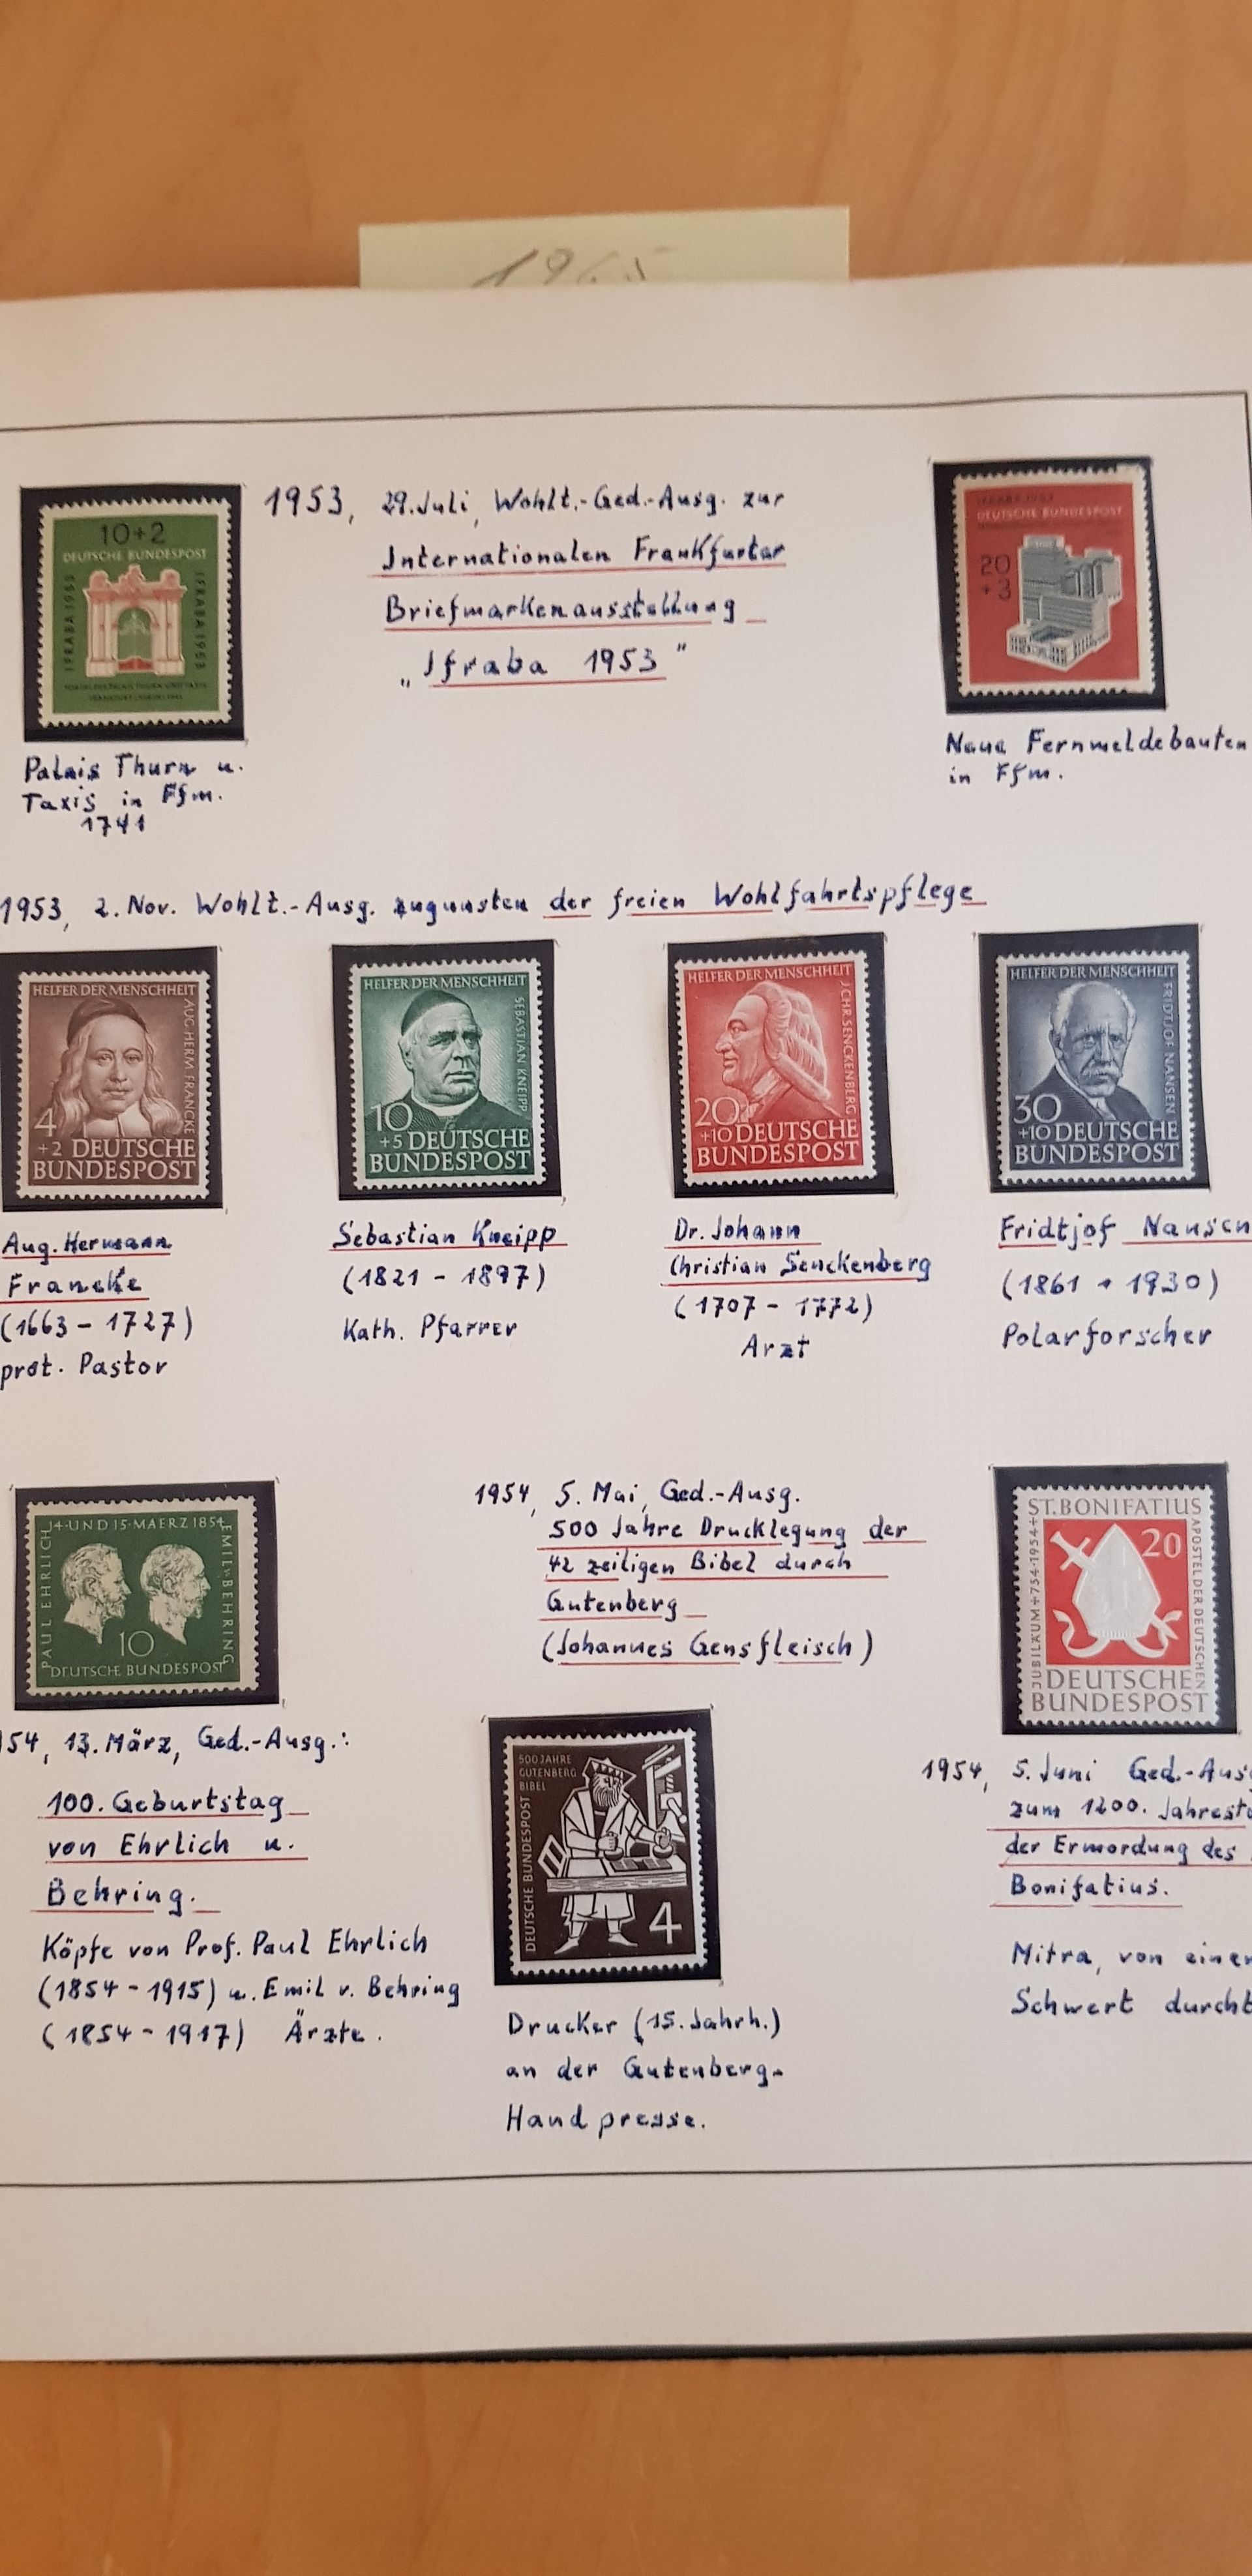 10+2
DEUTSCHE BUNDESPOST
IFRABA 1953
IFRABA 1953
1953, 29. Juli, Wohlt.-Ged.-Ausg. zur
Internationalen Frankfurter
Briefmarkenausstellung
„Ifraba 1953"
IFRABA 1953
DEUTSCHE BUNDESPOST
20
+3
Palais Thurn u.
Taxis in Ffm.
1741
Neue Fernmeldebauten
in Ffm.
1953, 2. Nov. Wohlt.-Ausg. zugunsten der freien Wohlfahrtspflege
HELFER DER MENSCHHEIT
AUG. HERM FRANCKE
4
+2 DEUTSCHE
BUNDESPOST
HELFER DER MENSCHHEIT
SEBASTIAN KNEIPP
10
+5 DEUTSCHE
BUNDESPOST
HELFER DER MENSCHHEIT
J. CHR. SENCKENBERG
20
+10 DEUTSCHE
BUNDESPOST
HELFER DER MENSCHHEIT
FRIDTJOF NANSEN
30
+10 DEUTSCHE
BUNDESPOST
Aug. Hermann
Francke
(1663 - 1727)
prot. Pastor
Sebastian Kneipp
(1821 - 1897)
Kath. Pfarrer
Dr. Johann
Christian Senckenberg
(1707 - 1772)
Arzt
Fridtjof Nansen
(1861 - 1930)
Polarforscher
14·UND 15·MAERZ 1854
PAUL EHRLICH
EMIL v. BEHRING
10
DEUTSCHE BUNDESPOST
54, 13. März, Ged.-Ausg.:
100. Geburtstag
von Ehrlich u.
Behring.
Köpfe von Prof. Paul Ehrlich
(1854 - 1915) u. Emil v. Behring
(1854 - 1917) Ärzte.
1954, 5. Mai, Ged.-Ausg.
500 Jahre Drucklegung der
42 zeiligen Bibel durch
Gutenberg
(Johannes Gensfleisch)
500 JAHRE
GUTENBERG
BIBEL
DEUTSCHE BUNDESPOST
4
Drucker (15. Jahrh.)
an der Gutenberg-
Handpresse.
ST. BONIFATIUS
JUBILÄUM+754·1954+
APOSTEL DER DEUTSCHEN
20
DEUTSCHE
BUNDESPOST
1954, 5. Juni Ged.-Aus
zum 1200. Jahrest
der Ermordung des
Bonifatius.
Mitra, von einer
Schwert durcht